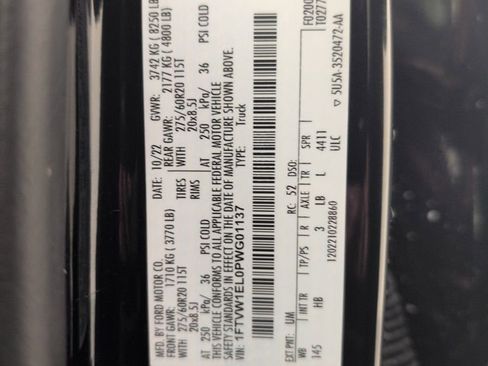 MFD. BY FORD MOTOR CO.
DATE: 10/22 GVWR: 3742 KG ( 8250 LB)
FRONT GAWR: 1710 KG ( 3770 LB) REAR GAWR: 2177 KG ( 4800 LB)
WITH 275/60R20 115T TIRES WITH 275/60R20 115T
20x8.5J RIMS 20x8.5J
AT 250 kPa/ 36 PSI COLD AT 250 kPa/ 36 PSI COLD
THIS VEHICLE CONFORMS TO ALL APPLICABLE FEDERAL MOTOR VEHICLE
SAFETY STANDARDS IN EFFECT ON THE DATE OF MANUFACTURE SHOWN ABOVE.
VIN: 1FTVW1EL0PWG01137 TYPE: Truck
F0200
T0277
EXT PNT: UM RC: 52 DSO:
WB INT TR TP/PS R AXLE TR SPR
145 HB 3 LB L 4411
ULC
1202210228860
▽ 5U5A-3520472-AA